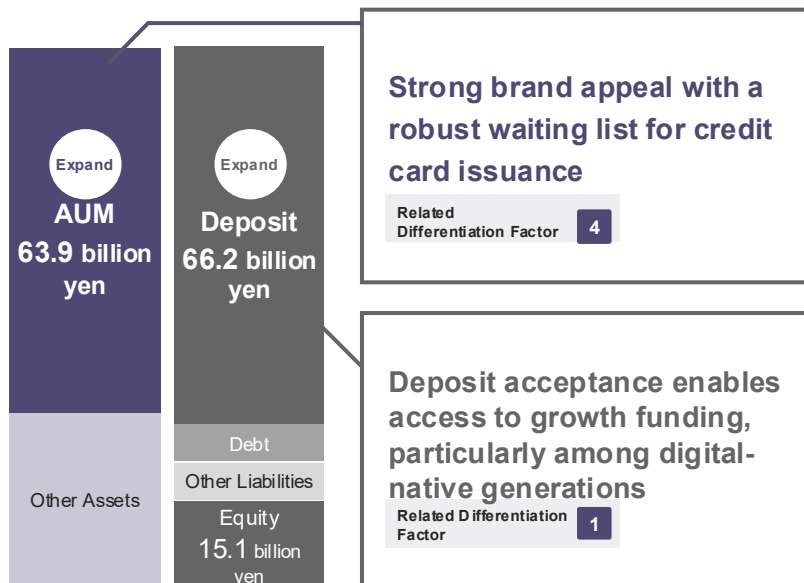 Expand
AUM
63.9 billion
yen
Other Assets
Expand
Deposit
66.2 billion
yen
Debt
Other Liabilities
Equity
15.1 billion
yen
Strong brand appeal with a
robust waiting list for credit
card issuance
Related
Differentiation Factor
4
Deposit acceptance enables
access to growth funding,
particularly among digital-
native generations
Related Differentiation
Factor
1